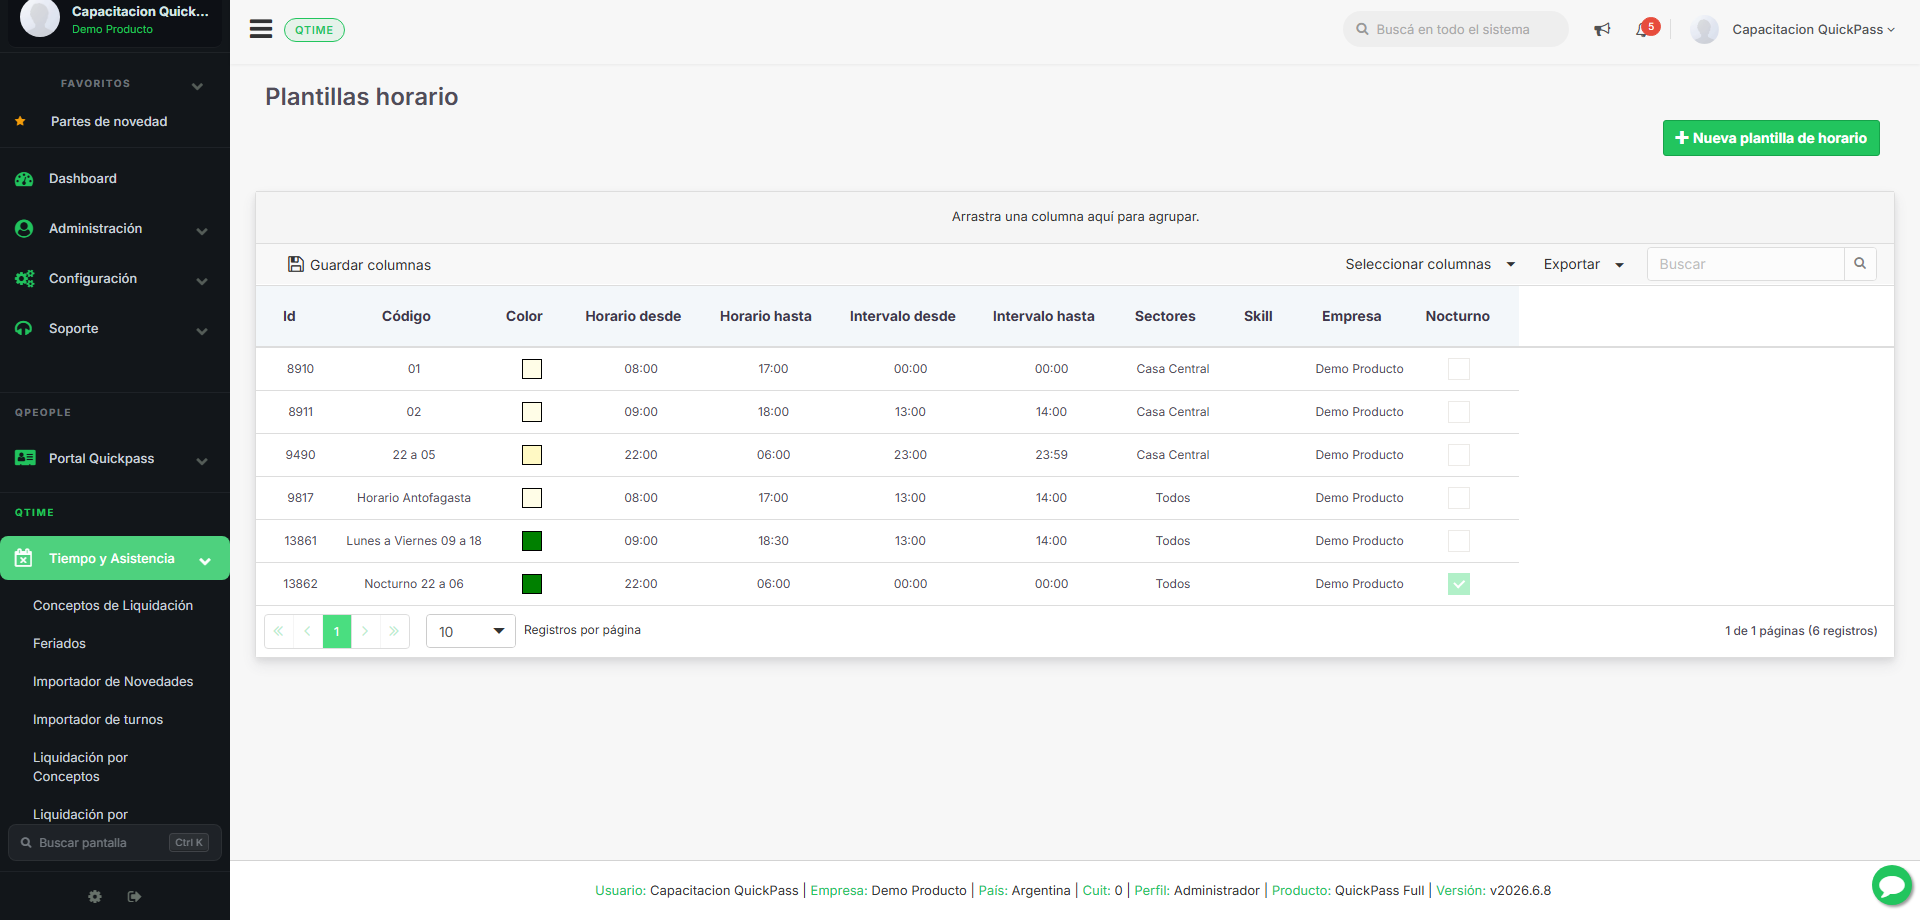 Capacitacion Quick...
Demo Producto
FAVORITOS
Partes de novedad
Dashboard
Administración
Configuración
Soporte
QPEOPLE
Portal Quickpass
QTIME
Tiempo y Asistencia
Conceptos de Liquidación
Feriados
Importador de Novedades
Importador de turnos
Liquidación por
Conceptos
Liquidación por
Buscar pantalla
Ctrl K
QTIME
Buscá en todo el sistema
5
Capacitacion QuickPass
Plantillas horario
Nueva plantilla de horario
Arrastra una columna aquí para agrupar.
Guardar columnas
Seleccionar columnas
Exportar
Buscar
Id Código Color Horario desde Horario hasta Intervalo desde Intervalo hasta Sectores Skill Empresa Nocturno
8910 01 08:00 17:00 00:00 00:00 Casa Central Demo Producto
8911 02 09:00 18:00 13:00 14:00 Casa Central Demo Producto
9490 22 a 05 22:00 06:00 23:00 23:59 Casa Central Demo Producto
9817 Horario Antofagasta 08:00 17:00 13:00 14:00 Todos Demo Producto
13861 Lunes a Viernes 09 a 18 09:00 18:30 13:00 14:00 Todos Demo Producto
13862 Nocturno 22 a 06 22:00 06:00 00:00 00:00 Todos Demo Producto
« ‹ 1 › » 10 Registros por página
1 de 1 páginas (6 registros)
Usuario: Capacitacion QuickPass | Empresa: Demo Producto | País: Argentina | Cuit: 0 | Perfil: Administrador | Producto: QuickPass Full | Versión: v2026.6.8